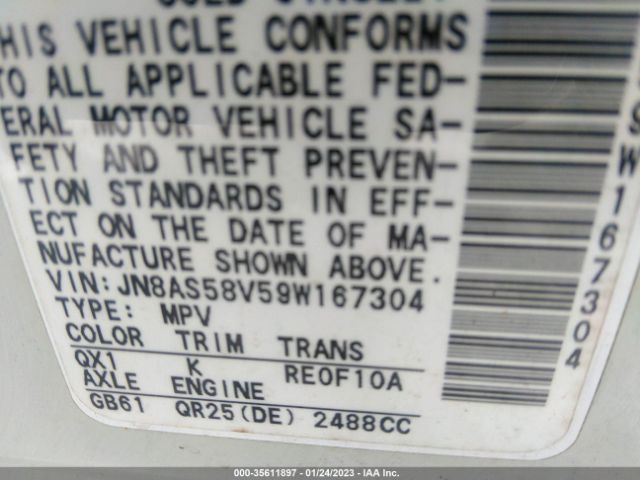 THIS VEHICLE CONFORMS
TO ALL APPLICABLE FED-
ERAL MOTOR VEHICLE SA-
FETY AND THEFT PREVEN-
TION STANDARDS IN EFF-
ECT ON THE DATE OF MA-
NUFACTURE SHOWN ABOVE.
VIN:JN8AS58V59W167304
TYPE: MPV
COLOR TRIM TRANS
QX1 K RE0F10A
AXLE ENGINE
GB61 QR25(DE) 2488CC
W167304
000-35611897 - 01/24/2023 - IAA Inc.